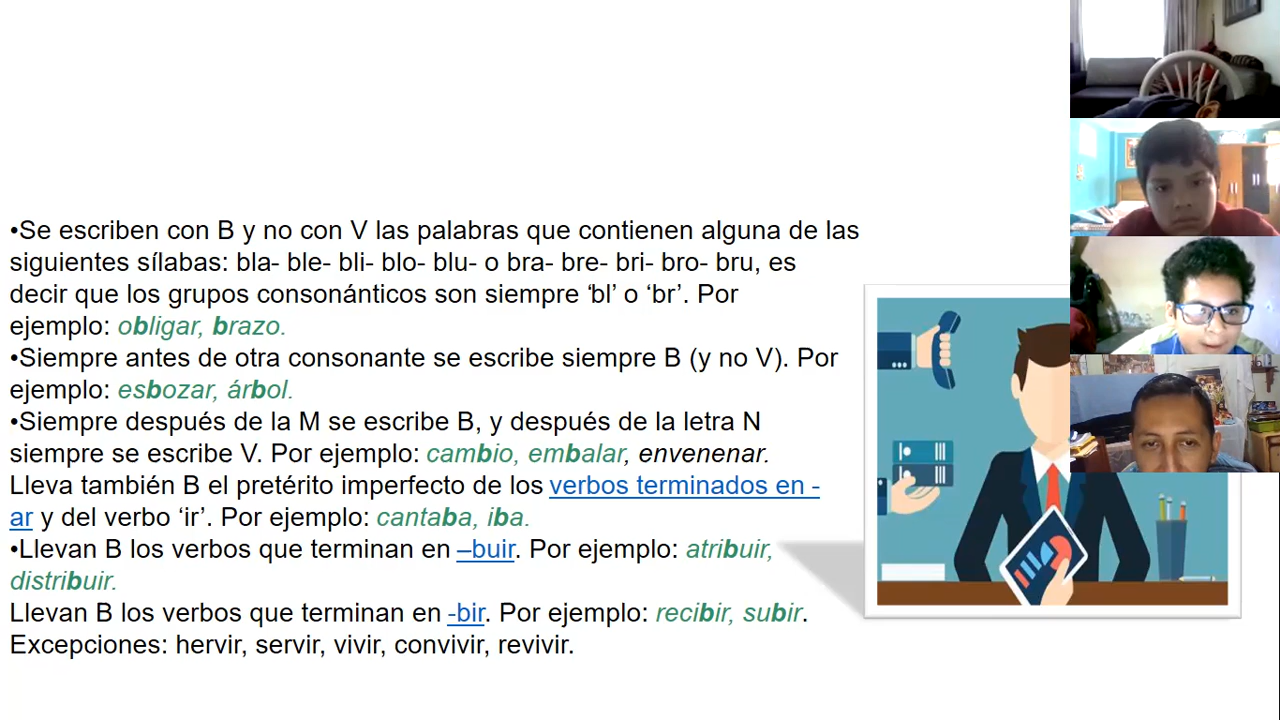 •Se escriben con B y no con V las palabras que contienen alguna de las
siguientes sílabas: bla- ble- bli- blo- blu- o bra- bre- bri- bro- bru, es
decir que los grupos consonánticos son siempre ‘bl’ o ‘br’. Por
ejemplo: obligar, brazo.
•Siempre antes de otra consonante se escribe siempre B (y no V). Por
ejemplo: esbozar, árbol.
•Siempre después de la M se escribe B, y después de la letra N
siempre se escribe V. Por ejemplo: cambio, embalar, envenenar.
Lleva también B el pretérito imperfecto de los verbos terminados en -
ar y del verbo ‘ir’. Por ejemplo: cantaba, iba.
•Llevan B los verbos que terminan en –buir. Por ejemplo: atribuir,
distribuir.
Llevan B los verbos que terminan en -bir. Por ejemplo: recibir, subir.
Excepciones: hervir, servir, vivir, convivir, revivir.